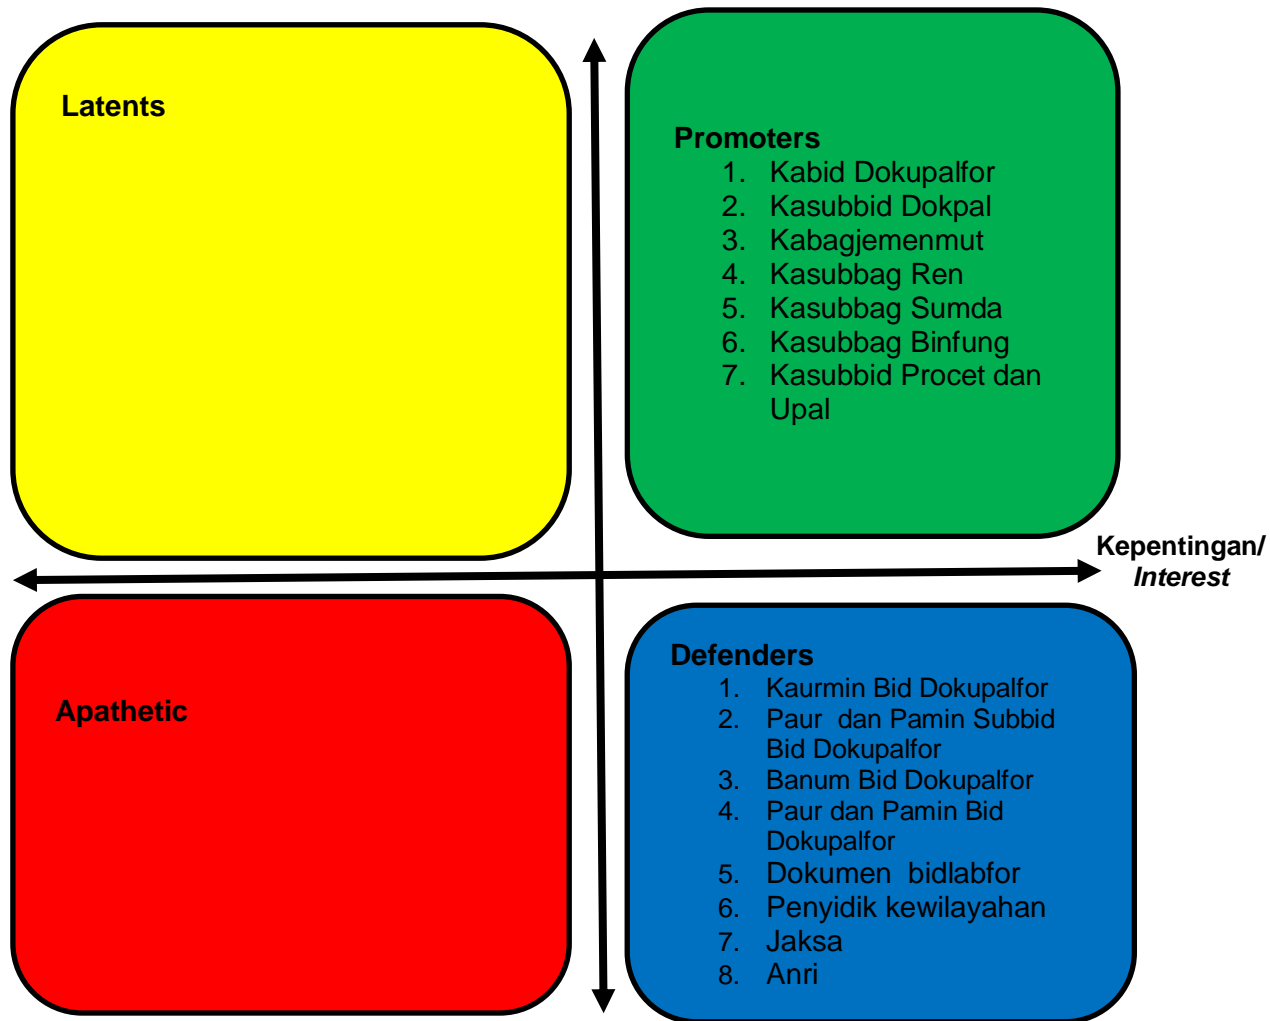 Latents
Promoters
1. Kabid Dokupalfor
2. Kasubbid Dokpal
3. Kabagjemenmut
4. Kasubbag Ren
5. Kasubbag Sumda
6. Kasubbag Binfung
7. Kasubbid Procet dan
Upal
Kepentingan/
Interest
Apathetic
Defenders
1. Kaurmin Bid Dokupalfor
2. Paur  dan Pamin Subbid
Bid Dokupalfor
3. Banum Bid Dokupalfor
4. Paur dan Pamin Bid
Dokupalfor
5. Dokumen  bidlabfor
6. Penyidik kewilayahan
7. Jaksa
8. Anri